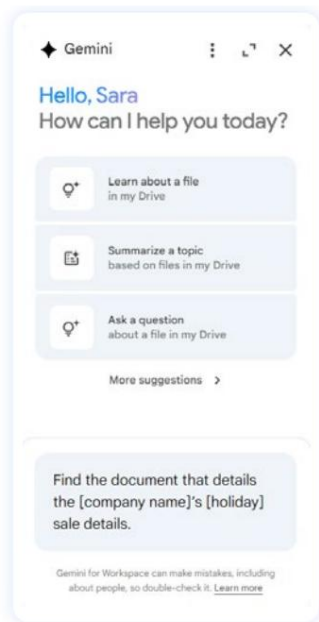 Gemini
Hello, Sara
How can I help you today?
Learn about a file
in my Drive
Summarize a topic
based on files in my Drive
Ask a question
about a file in my Drive
More suggestions
Find the document that details
the [company name]'s [holiday]
sale details.
Gemini for Workspace can make mistakes, including
about people, so double-check it. Learn more